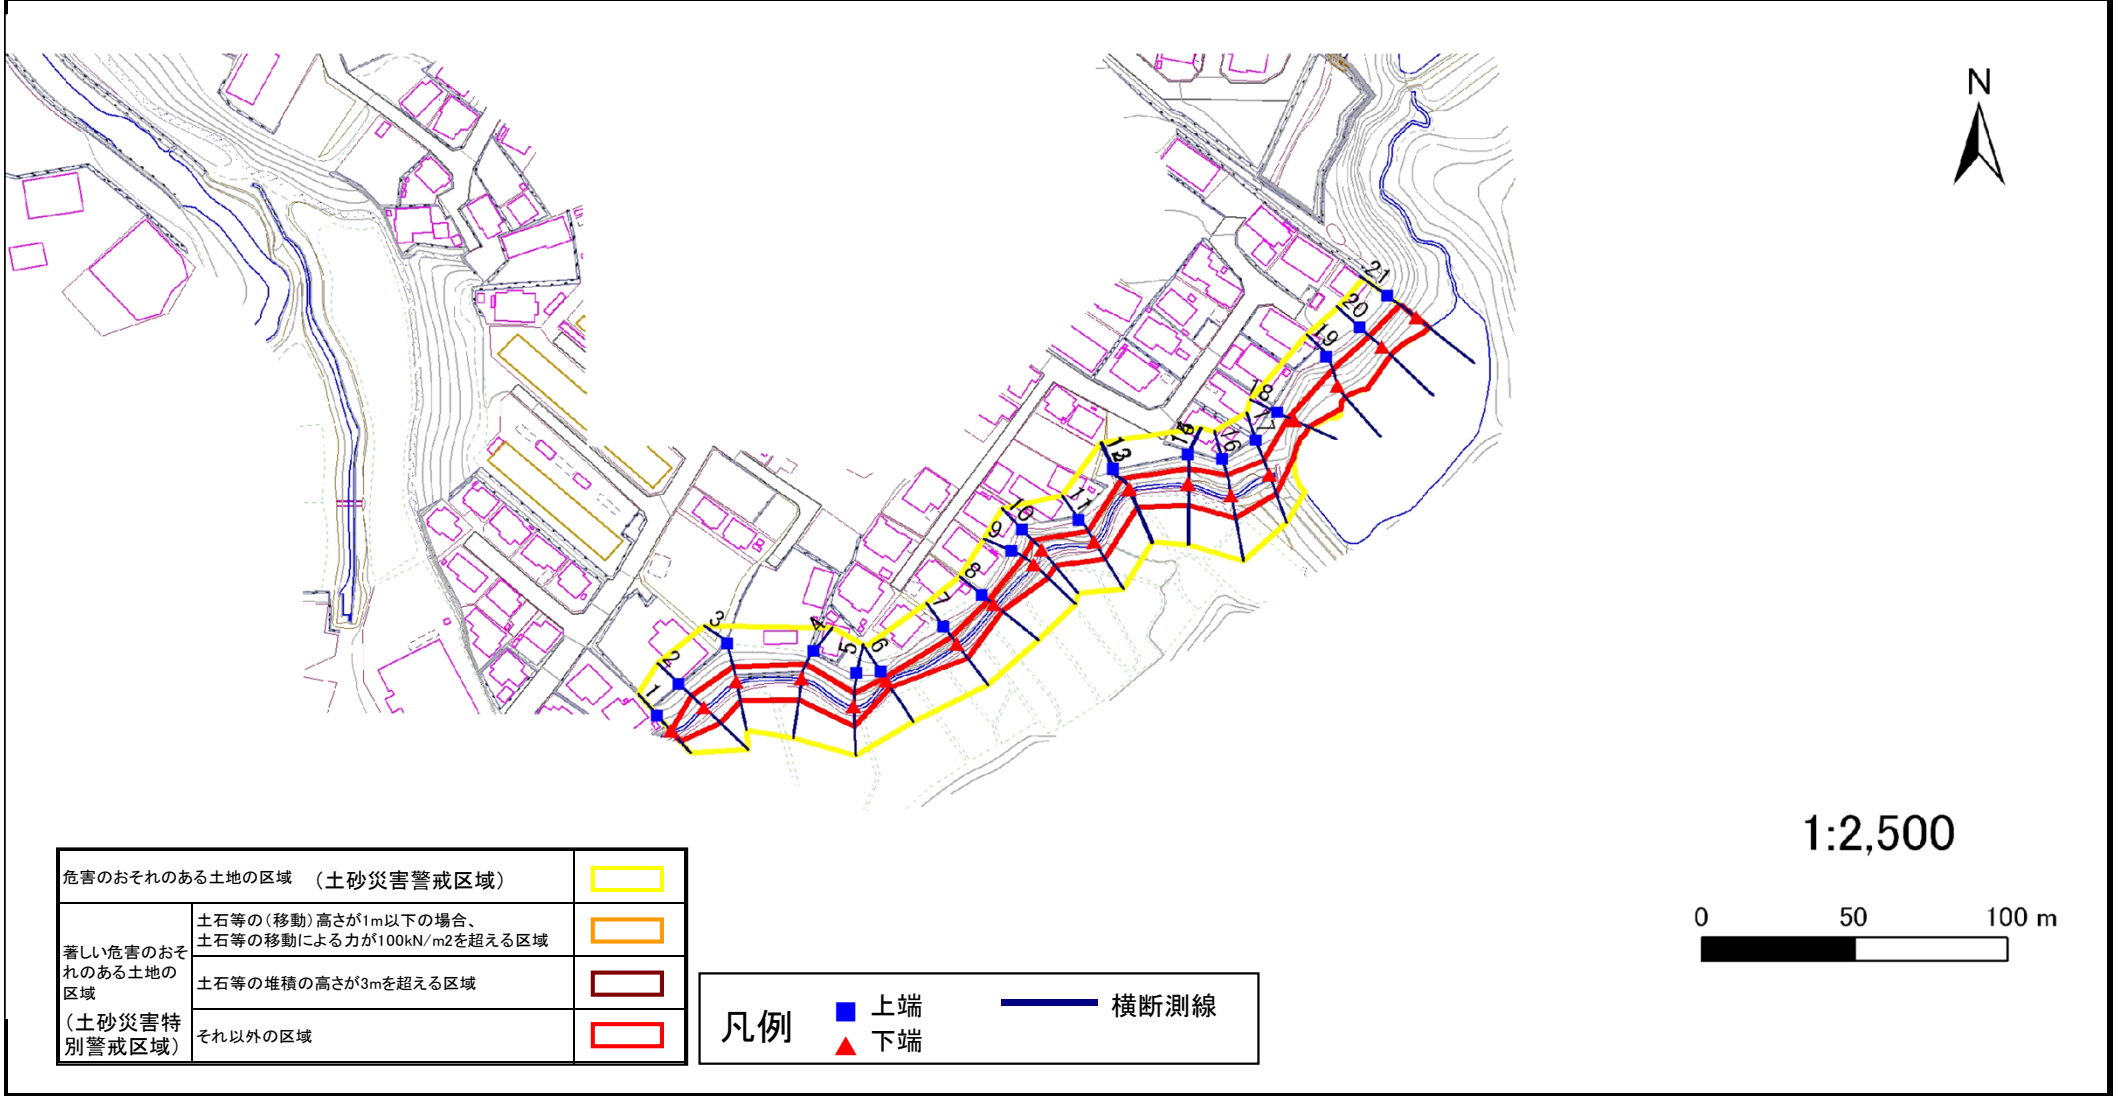 N
21
20
19
18
17
16
13
11
10
9
8
7
6
5
4
3
2
1
1:2,500
0 50 100 m
危害のおそれのある土地の区域 (土砂災害警戒区域)
著しい危害のおそ
れのある土地の
区域
(土砂災害特
別警戒区域)
土石等の(移動)高さが1m以下の場合、
土石等の移動による力が100kN/m2を超える区域
土石等の堆積の高さが3mを超える区域
それ以外の区域
凡例
上端
下端
横断測線